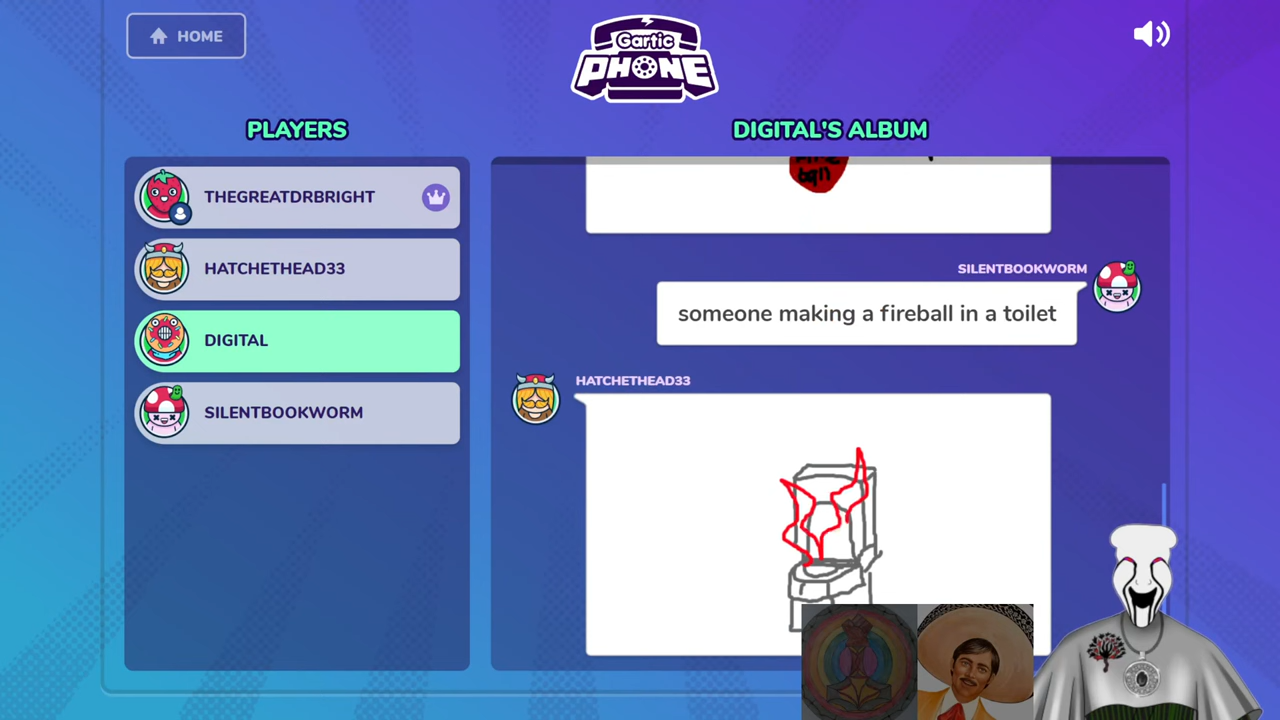 HOME
Gartic
PHONE
PLAYERS
DIGITAL'S ALBUM
THEGREATDRBRIGHT
HATCHETHEAD33
DIGITAL
SILENTBOOKWORM
SILENTBOOKWORM
someone making a fireball in a toilet
HATCHETHEAD33